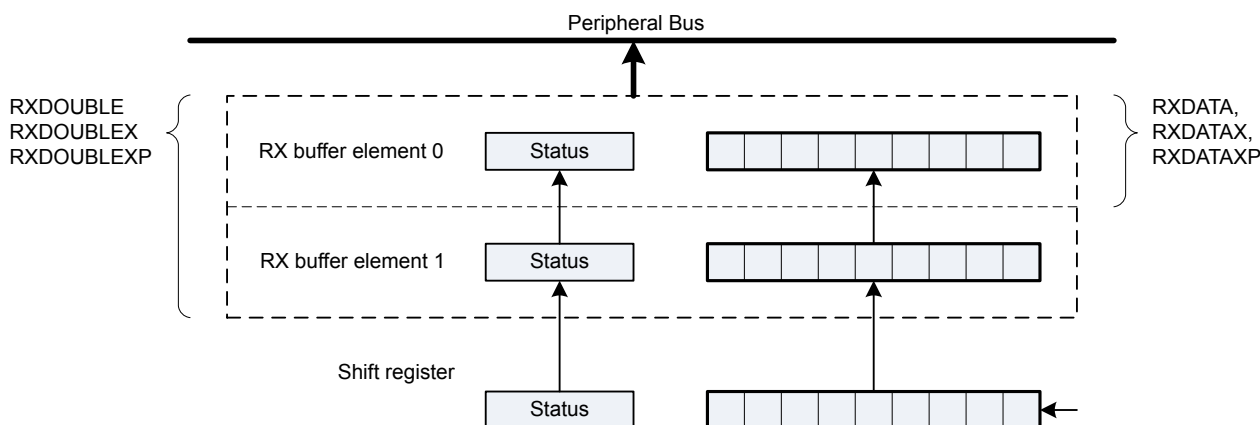 Peripheral Bus
RXDOUBLE
RXDOUBLEX
RXDOUBLEXP
RXDATA,
RXDATAX,
RXDATAXP
RX buffer element 0
Status
RX buffer element 1
Status
Shift register
Status